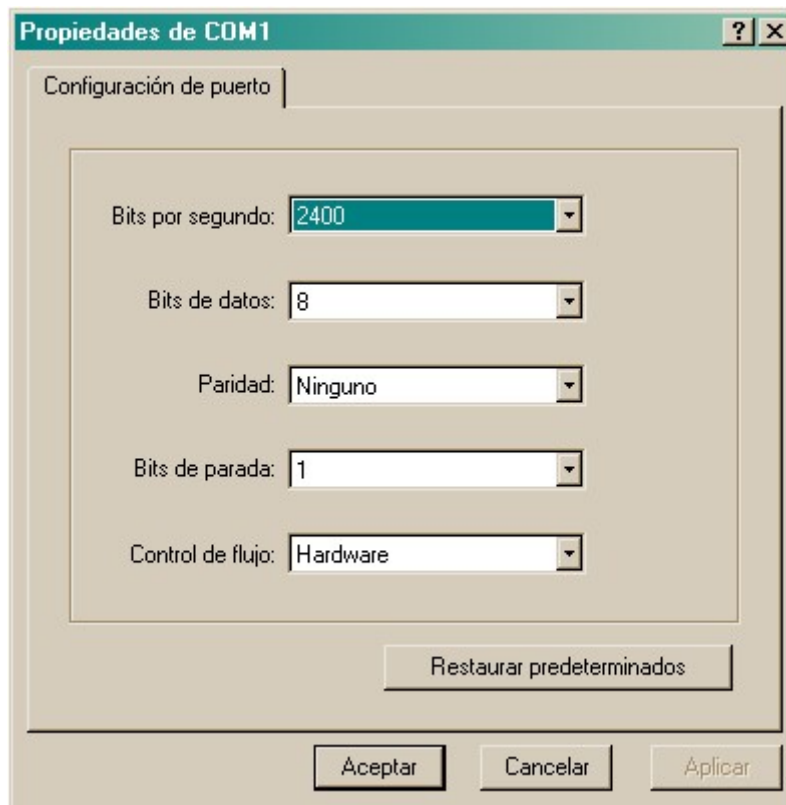 Propiedades de COM1
Configuración de puerto
Bits por segundo: 2400
Bits de datos: 8
Paridad: Ninguno
Bits de parada: 1
Control de flujo: Hardware
Restaurar predeterminados
Aceptar Cancelar Aplicar